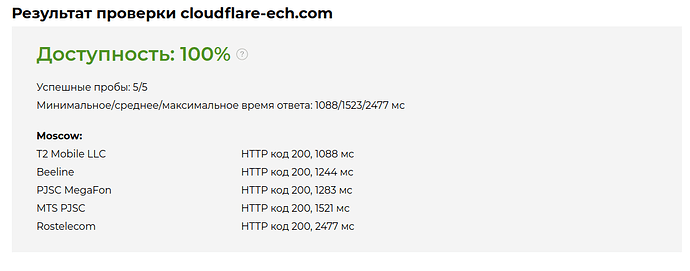 Результат проверки cloudflare-ech.com
Доступность: 100% ?
Успешные пробы: 5/5
Минимальное/среднее/максимальное время ответа: 1088/1523/2477 мс
Moscow:
T2 Mobile LLC HTTP код 200, 1088 мс
Beeline HTTP код 200, 1244 мс
PJSC MegaFon HTTP код 200, 1283 мс
MTS PJSC HTTP код 200, 1521 мс
Rostelecom HTTP код 200, 2477 мс